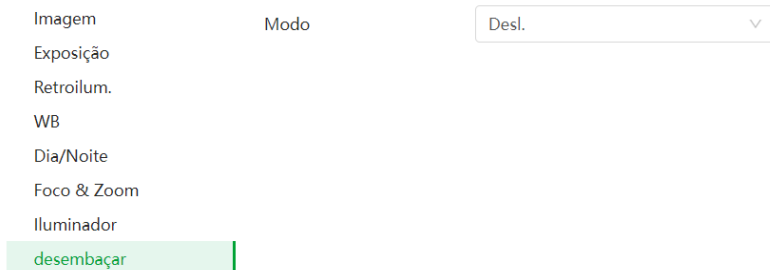 Imagem
Modo
Desl.
Exposição
Retroilum.
WB
Dia/Noite
Foco & Zoom
Iluminador
desembaçar